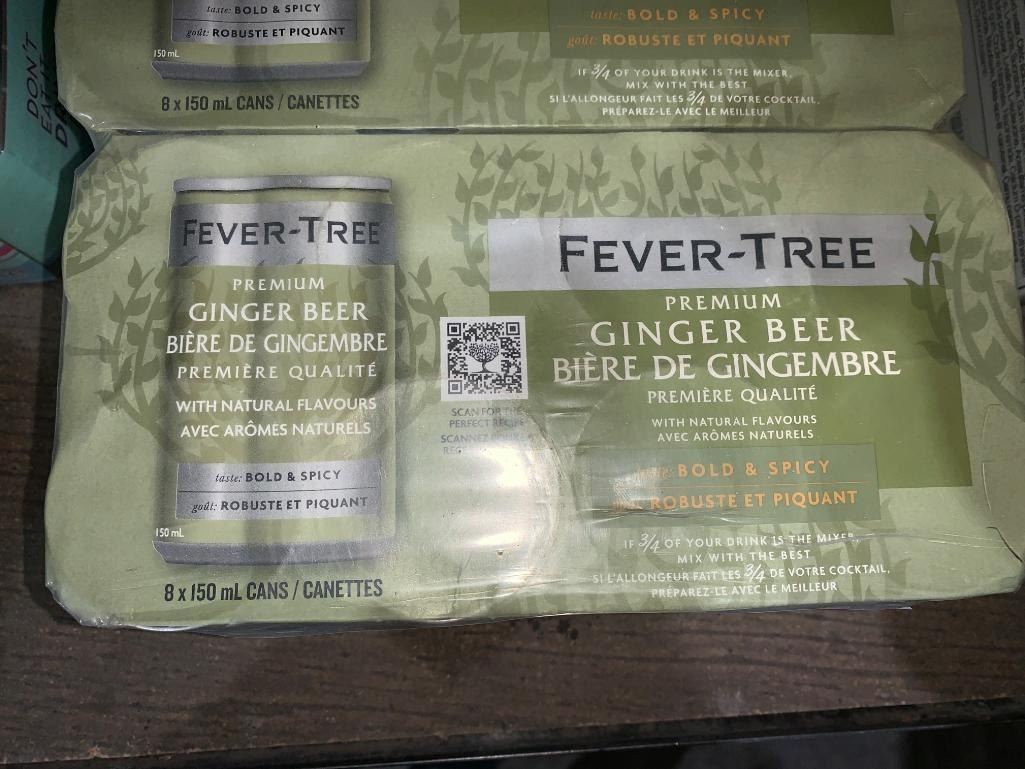 taste: BOLD & SPICY
goût: ROBUSTE ET PIQUANT
150 mL
8 x 150 mL CANS / CANETTES
taste: BOLD & SPICY
goût: ROBUSTE ET PIQUANT
IF 3/4 OF YOUR DRINK IS THE MIXER,
MIX WITH THE BEST
SI L'ALLONGEUR FAIT LES 3/4 DE VOTRE COCKTAIL,
PRÉPAREZ-LE AVEC LE MEILLEUR
DON'T
EAT IT
FEVER-TREE
PREMIUM
GINGER BEER
BIÈRE DE GINGEMBRE
PREMIÈRE QUALITÉ
WITH NATURAL FLAVOURS
AVEC ARÔMES NATURELS
taste: BOLD & SPICY
goût: ROBUSTE ET PIQUANT
150 mL
8 x 150 mL CANS / CANETTES
SCAN FOR THE
PERFECT RECIPE
SCANNEZ POUR LA
FEVER-TREE
PREMIUM
GINGER BEER
BIÈRE DE GINGEMBRE
PREMIÈRE QUALITÉ
WITH NATURAL FLAVOURS
AVEC ARÔMES NATURELS
BOLD & SPICY
ROBUSTE ET PIQUANT
IF 3/4 OF YOUR DRINK IS THE MIXER,
MIX WITH THE BEST
SI L'ALLONGEUR FAIT LES 3/4 DE VOTRE COCKTAIL,
PRÉPAREZ-LE AVEC LE MEILLEUR